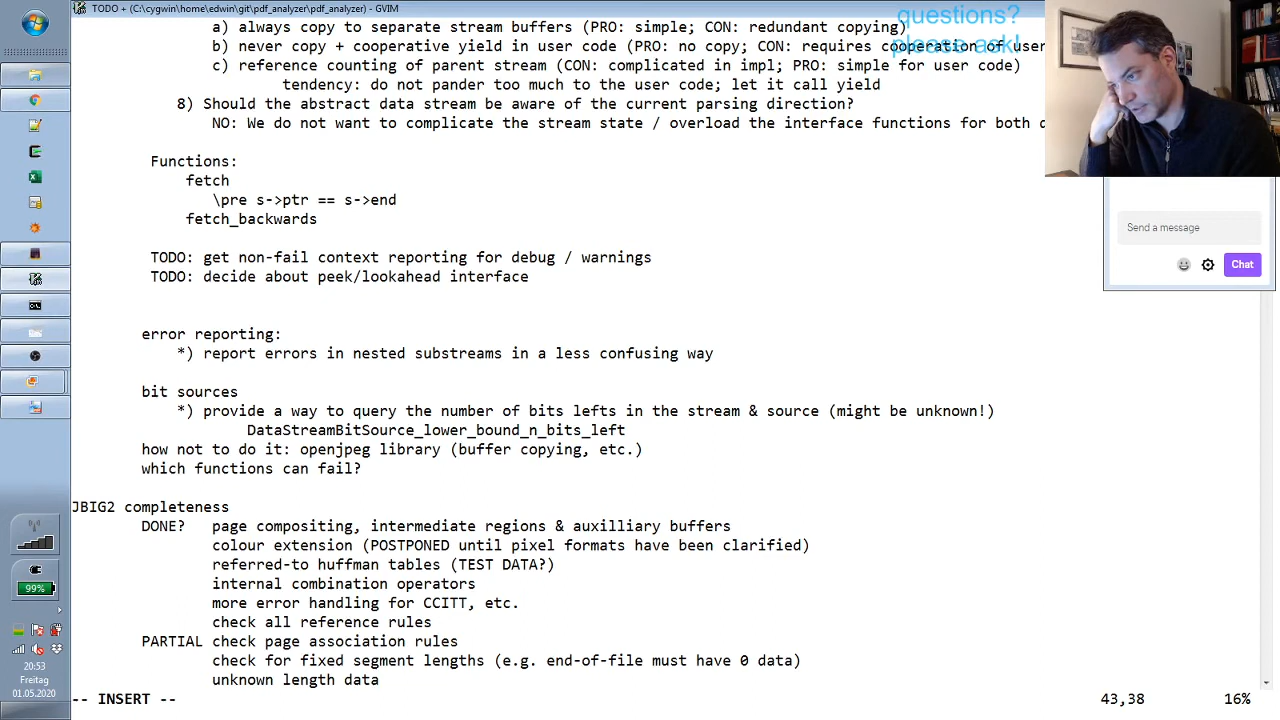 TODO + (C:\cygwin\home\edwin\git\pdf_analyzer\pdf_analyzer) - GVIM
a) always copy to separate stream buffers (PRO: simple; CON: redundant copying)
b) never copy + cooperative yield in user code (PRO: no copy; CON: requires cooperation of user
c) reference counting of parent stream (CON: complicated in impl; PRO: simple for user code)
tendency: do not pander too much to the user code; let it call yield
8) Should the abstract data stream be aware of the current parsing direction?
NO: We do not want to complicate the stream state / overload the interface functions for both
questions?
please ask!
Functions:
fetch
\pre s->ptr == s->end
fetch_backwards
TODO: get non-fail context reporting for debug / warnings
TODO: decide about peek/lookahead interface
error reporting:
*) report errors in nested substreams in a less confusing way
bit sources
*) provide a way to query the number of bits lefts in the stream & source (might be unknown!)
DataStreamBitSource_lower_bound_n_bits_left
how not to do it: openjpeg library (buffer copying, etc.)
which functions can fail?
JBIG2 completeness
DONE? page compositing, intermediate regions & auxilliary buffers
colour extension (POSTPONED until pixel formats have been clarified)
referred-to huffman tables (TEST DATA?)
internal combination operators
more error handling for CCITT, etc.
check all reference rules
PARTIAL check page association rules
check for fixed segment lengths (e.g. end-of-file must have 0 data)
unknown length data
-- INSERT -- 43,38 16%
Send a message
Chat
99%
20:53
Freitag
01.05.2020